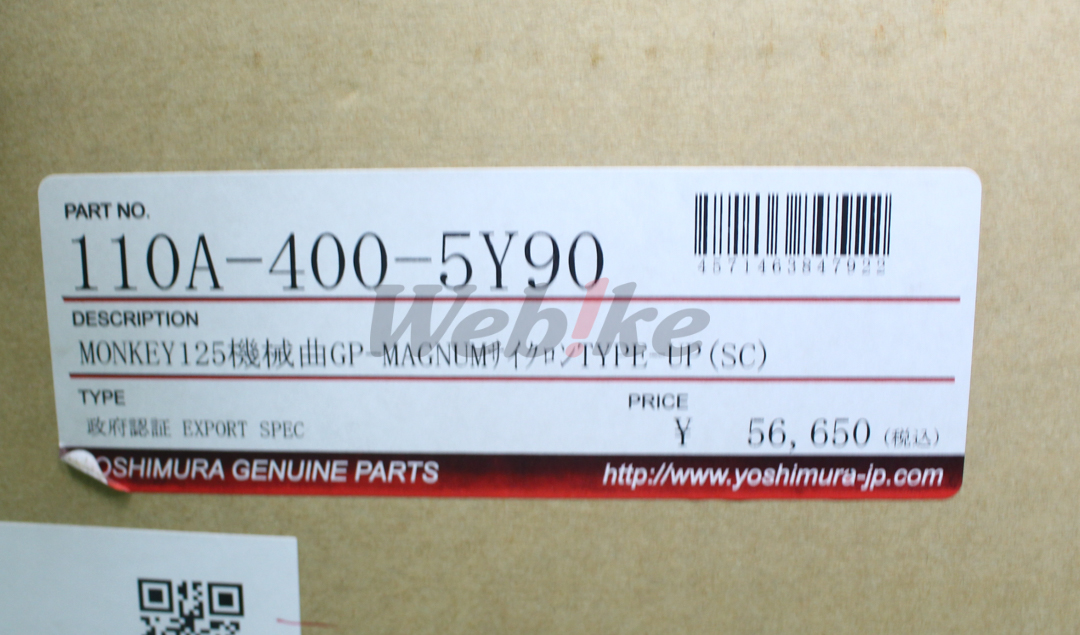 PART NO.
110A-400-5Y90
4571463847922
DESCRIPTION
MONKEY125機械曲GP-MAGNUMｻｲｸﾛﾝTYPE-UP(SC)
TYPE
政府認証 EXPORT SPEC
PRICE
¥ 56,650 (税込)
OSHIMURA GENUINE PARTS
http://www.yoshimura-jp.com
Web!ke